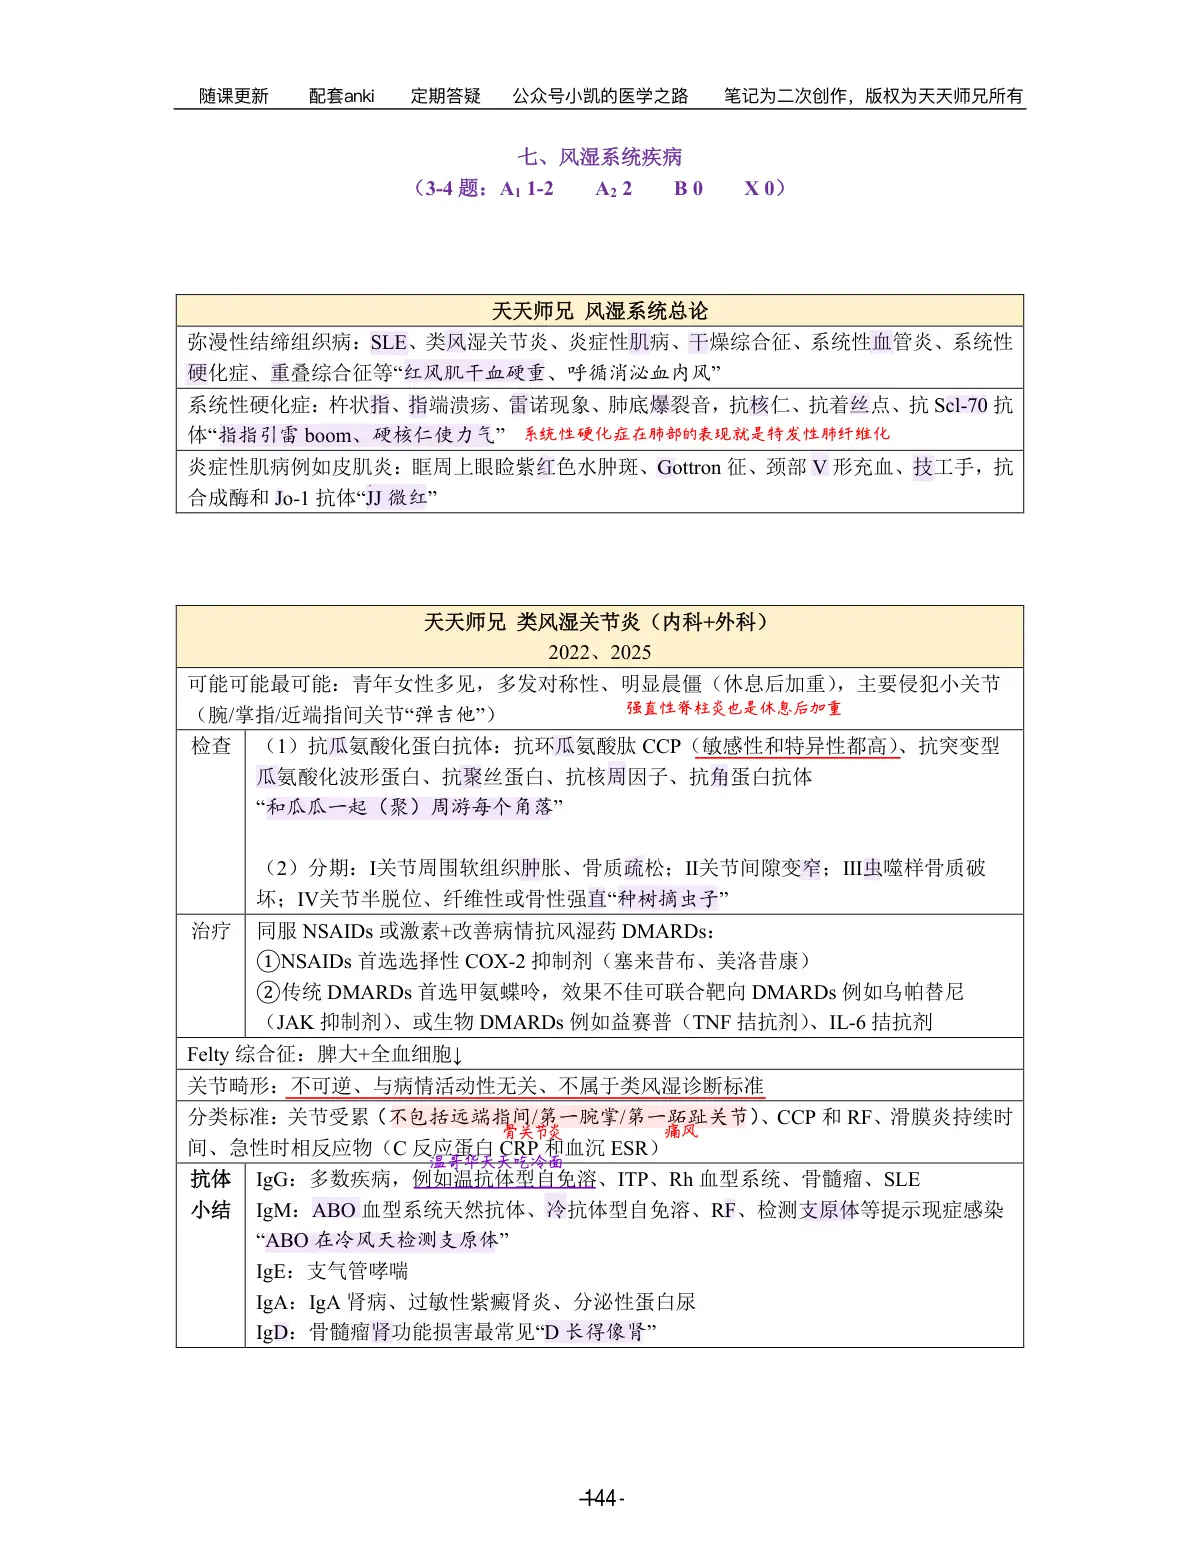 随课更新 配套anki 定期答疑 公众号小凯的医学之路 笔记为二次创作，版权为天天师兄所有
七、风湿系统疾病
（3-4 题：A1 1-2 A2 2 B 0 X 0）
天天师兄 风湿系统总论
弥漫性结缔组织病：SLE、类风湿关节炎、炎症性肌病、干燥综合征、系统性血管炎、系统性
硬化症、重叠综合征等“红风肌干血硬重、呼循消泌血内风”
系统性硬化症：杵状指、指端溃疡、雷诺现象、肺底爆裂音，抗核仁、抗着丝点、抗 Scl-70 抗
体“指指引雷 boom、硬核仁使力气” 系统性硬化症在肺部的表现就是特发性肺纤维化
炎症性肌病例如皮肌炎：眶周上眼睑紫红色水肿斑、Gottron 征、颈部 V 形充血、技工手，抗
合成酶和 Jo-1 抗体“JJ 微红”
天天师兄 类风湿关节炎（内科+外科）
2022、2025
可能可能最可能：青年女性多见，多发对称性、明显晨僵（休息后加重），主要侵犯小关节
（腕/掌指/近端指间关节“弹吉他”） 强直性脊柱炎也是休息后加重
检查 （1）抗瓜氨酸化蛋白抗体：抗环瓜氨酸肽 CCP（敏感性和特异性都高）、抗突变型
瓜氨酸化波形蛋白、抗聚丝蛋白、抗核周因子、抗角蛋白抗体
“和瓜瓜一起（聚）周游每个角落”
（2）分期：I关节周围软组织肿胀、骨质疏松；II关节间隙变窄；III虫噬样骨质破
坏；IV关节半脱位、纤维性或骨性强直“种树摘虫子”
治疗 同服 NSAIDs 或激素+改善病情抗风湿药 DMARDs：
①NSAIDs 首选选择性 COX-2 抑制剂（塞来昔布、美洛昔康）
②传统 DMARDs 首选甲氨蝶呤，效果不佳可联合靶向 DMARDs 例如乌帕替尼
（JAK 抑制剂）、或生物 DMARDs 例如益赛普（TNF 拮抗剂）、IL-6 拮抗剂
Felty 综合征：脾大+全血细胞↓
关节畸形：不可逆、与病情活动性无关、不属于类风湿诊断标准
分类标准：关节受累（不包括远端指间/第一腕掌/第一跖趾关节）、CCP 和 RF、滑膜炎持续时
骨关节炎 痛风
间、急性时相反应物（C 反应蛋白 CRP 和血沉 ESR）
温哥华天天吃冷面
抗体 IgG：多数疾病，例如温抗体型自免溶、ITP、Rh 血型系统、骨髓瘤、SLE
小结 IgM：ABO 血型系统天然抗体、冷抗体型自免溶、RF、检测支原体等提示现症感染
“ABO 在冷风天检测支原体”
IgE：支气管哮喘
IgA：IgA 肾病、过敏性紫癜肾炎、分泌性蛋白尿
IgD：骨髓瘤肾功能损害最常见“D 长得像肾”
-144-